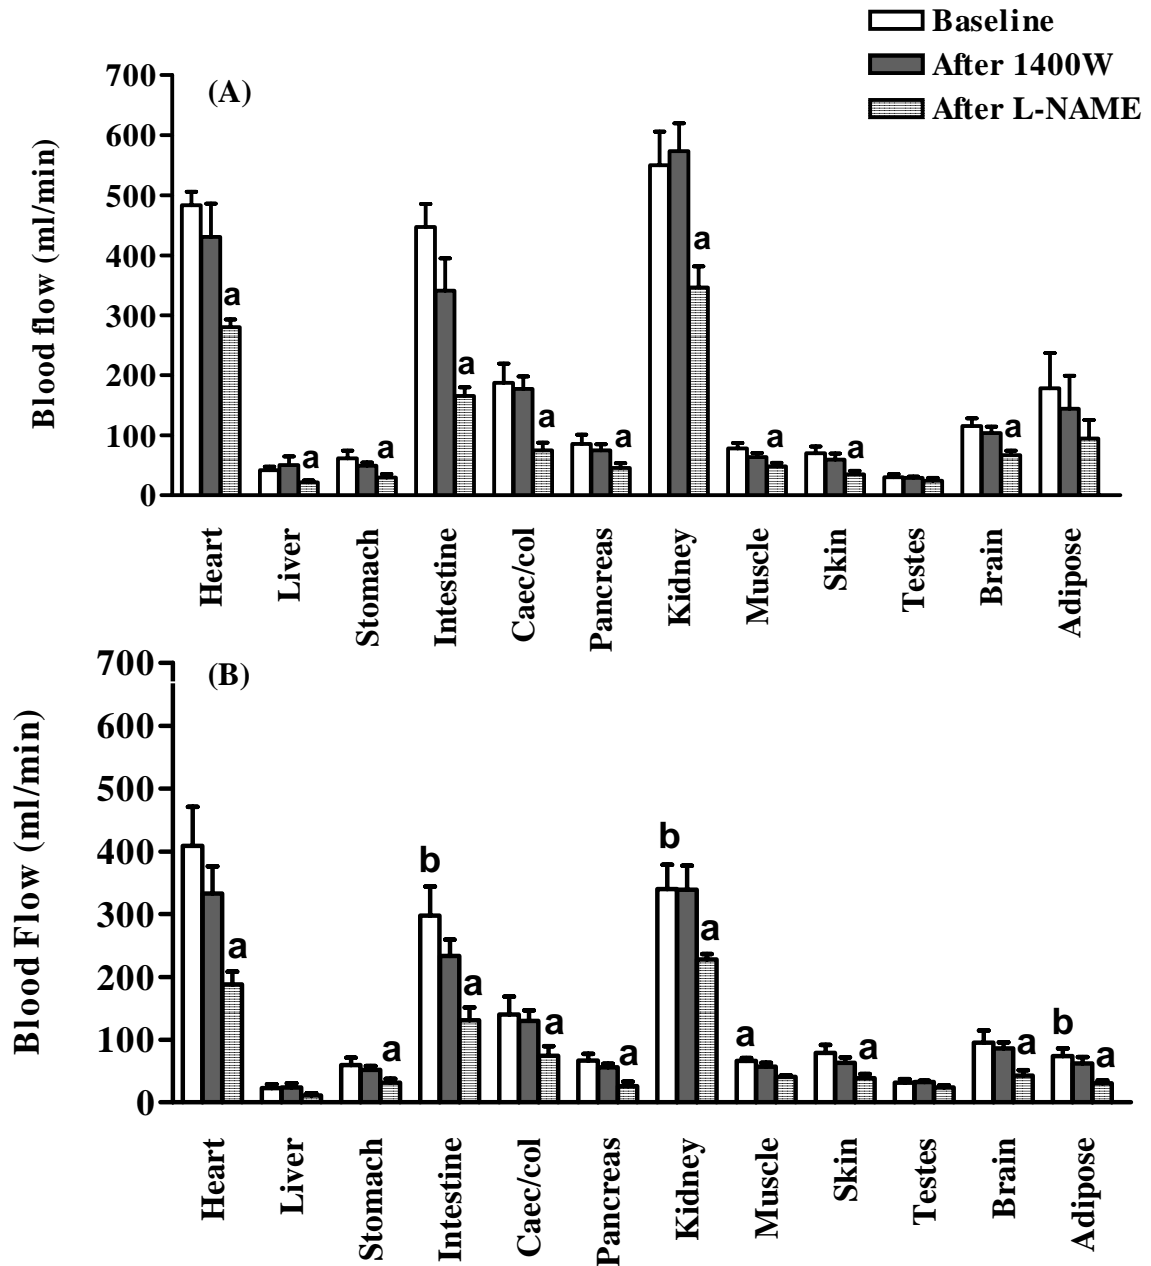 Baseline
After 1400W
After L-NAME
(A)
Blood flow (ml/min)
700
600
500
400
300
200
100
0
a
a
a
a
a
a
a
a
a
a
Heart
Liver
Stomach
Intestine
Caec/col
Pancreas
Kidney
Muscle
Skin
Testes
Brain
Adipose
(B)
Blood Flow (ml/min)
700
600
500
400
300
200
100
0
a
a
b
a
a
a
b
a
a
a
a
b
a
Heart
Liver
Stomach
Intestine
Caec/col
Pancreas
Kidney
Muscle
Skin
Testes
Brain
Adipose